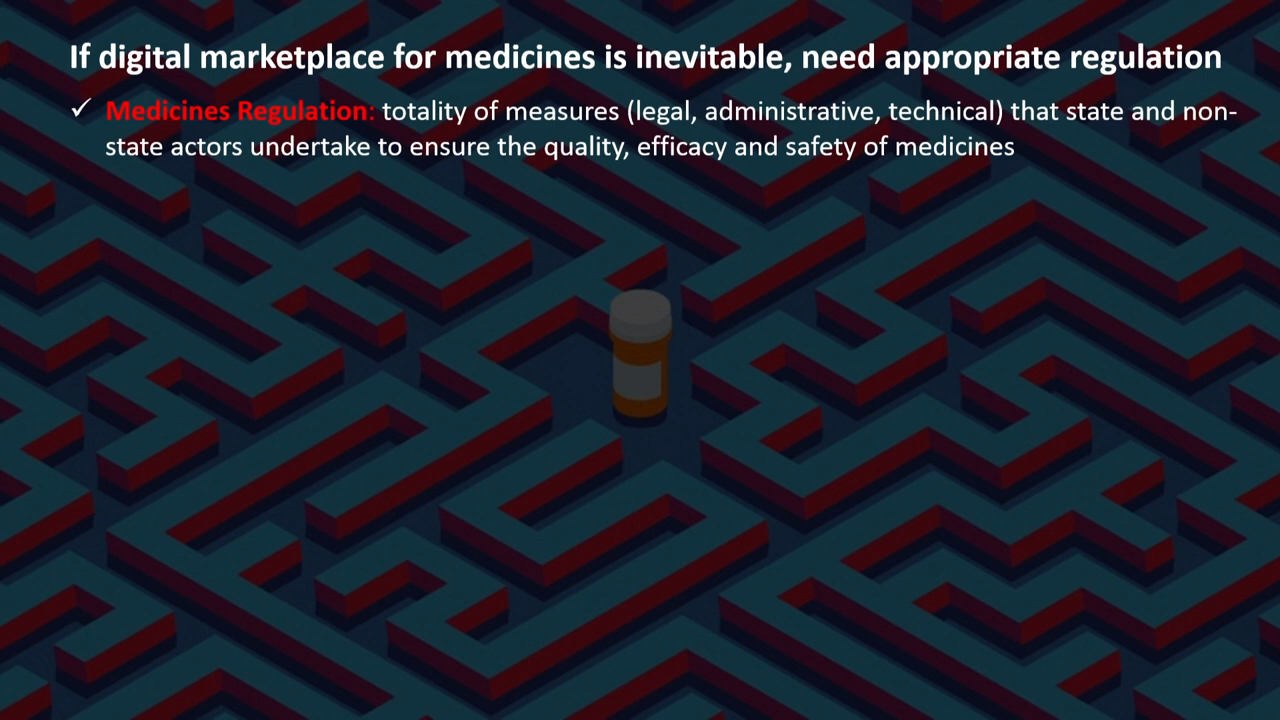 If digital marketplace for medicines is inevitable, need appropriate regulation
✓ Medicines Regulation: totality of measures (legal, administrative, technical) that state and non-
state actors undertake to ensure the quality, efficacy and safety of medicines